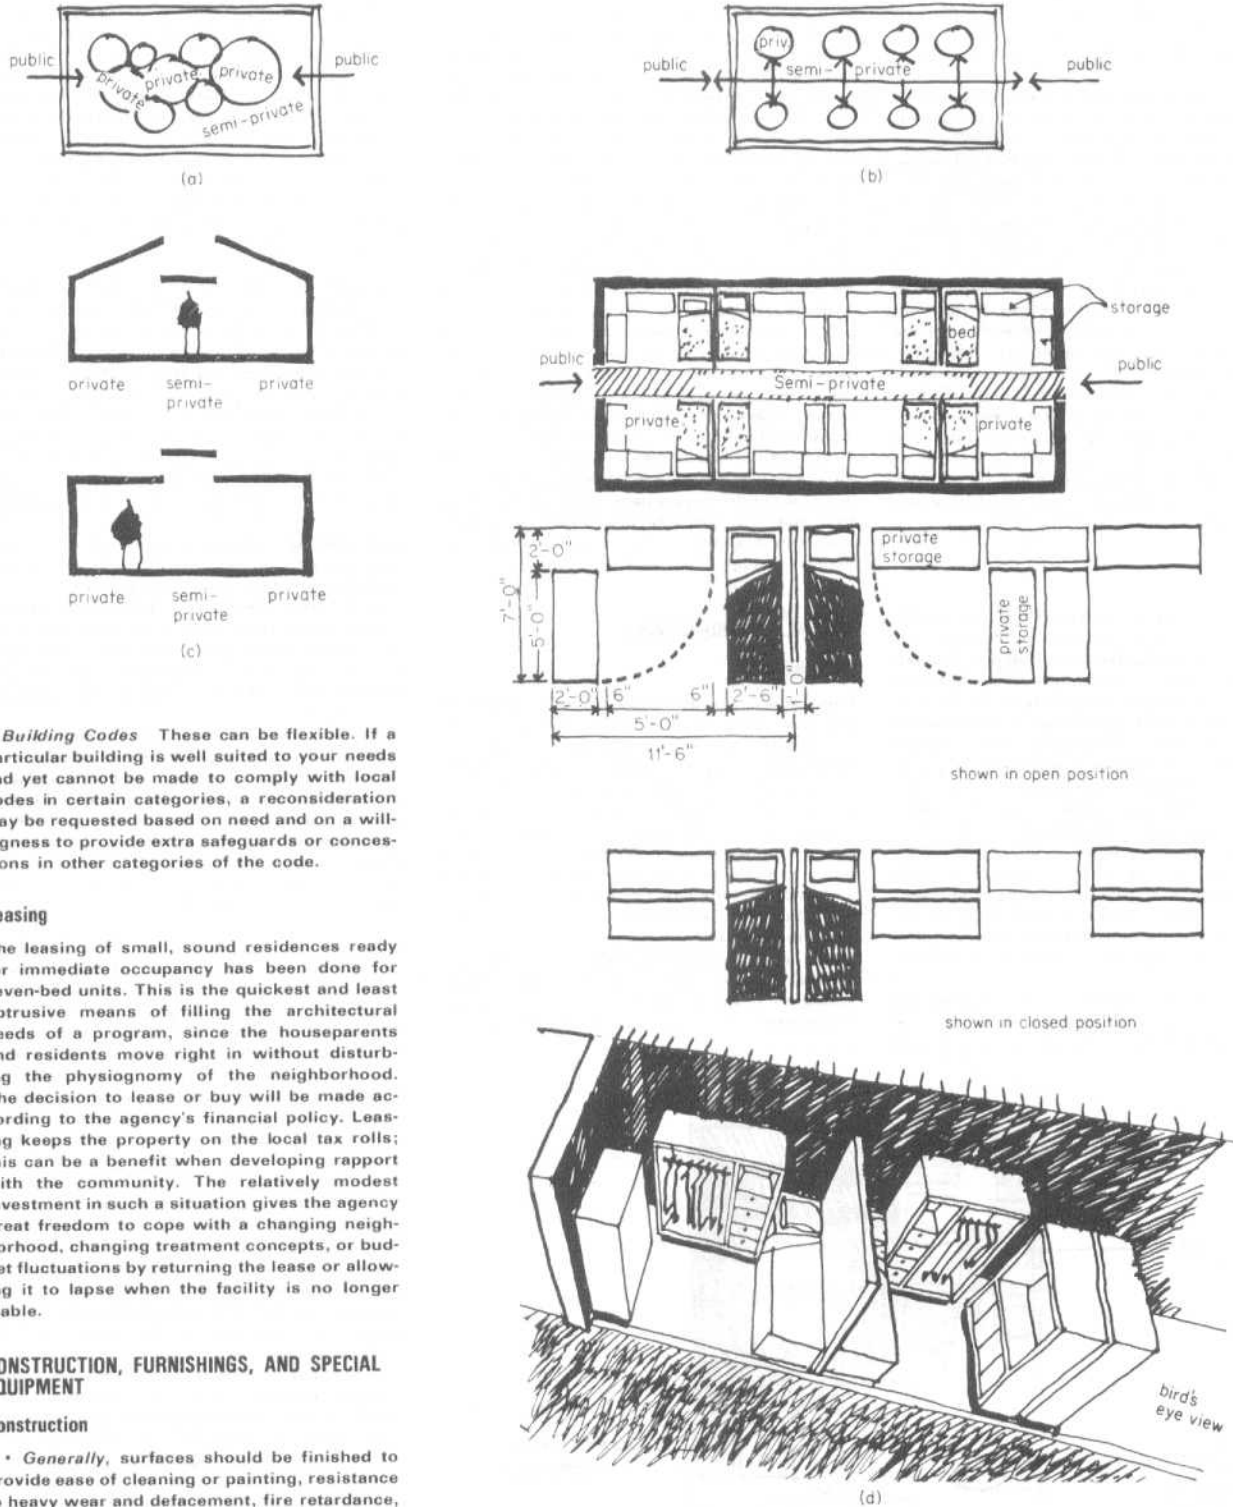 public
private
private
private
semi-private
public
(a)
public
priv.
semi-private
public
(b)
private
semi-
private
private
private
semi-
private
private
(c)
storage
bed
public
Semi-private
public
private
private
2'-0"
7'-0"
5'-0"
private
storage
private
storage
2'-0"
6"
6"
2'-6"
1'-0"
5'-0"
11'-6"
shown in open position
shown in closed position
bird's
eye view
(d)
Building Codes These can be flexible. If a
articular building is well suited to your needs
nd yet cannot be made to comply with local
odes in certain categories, a reconsideration
ay be requested based on need and on a will-
gness to provide extra safeguards or conces-
ons in other categories of the code.
easing
he leasing of small, sound residences ready
r immediate occupancy has been done for
even-bed units. This is the quickest and least
btrusive means of filling the architectural
eeds of a program, since the houseparents
nd residents move right in without disturb-
g the physiognomy of the neighborhood.
he decision to lease or buy will be made ac-
ording to the agency's financial policy. Leas-
ng keeps the property on the local tax rolls;
is can be a benefit when developing rapport
ith the community. The relatively modest
vestment in such a situation gives the agency
reat freedom to cope with a changing neigh-
orhood, changing treatment concepts, or bud-
et fluctuations by returning the lease or allow-
g it to lapse when the facility is no longer
able.
ONSTRUCTION, FURNISHINGS, AND SPECIAL
QUIPMENT
onstruction
• Generally, surfaces should be finished to
rovide ease of cleaning or painting, resistance
heavy wear and defacement, fire retardance,